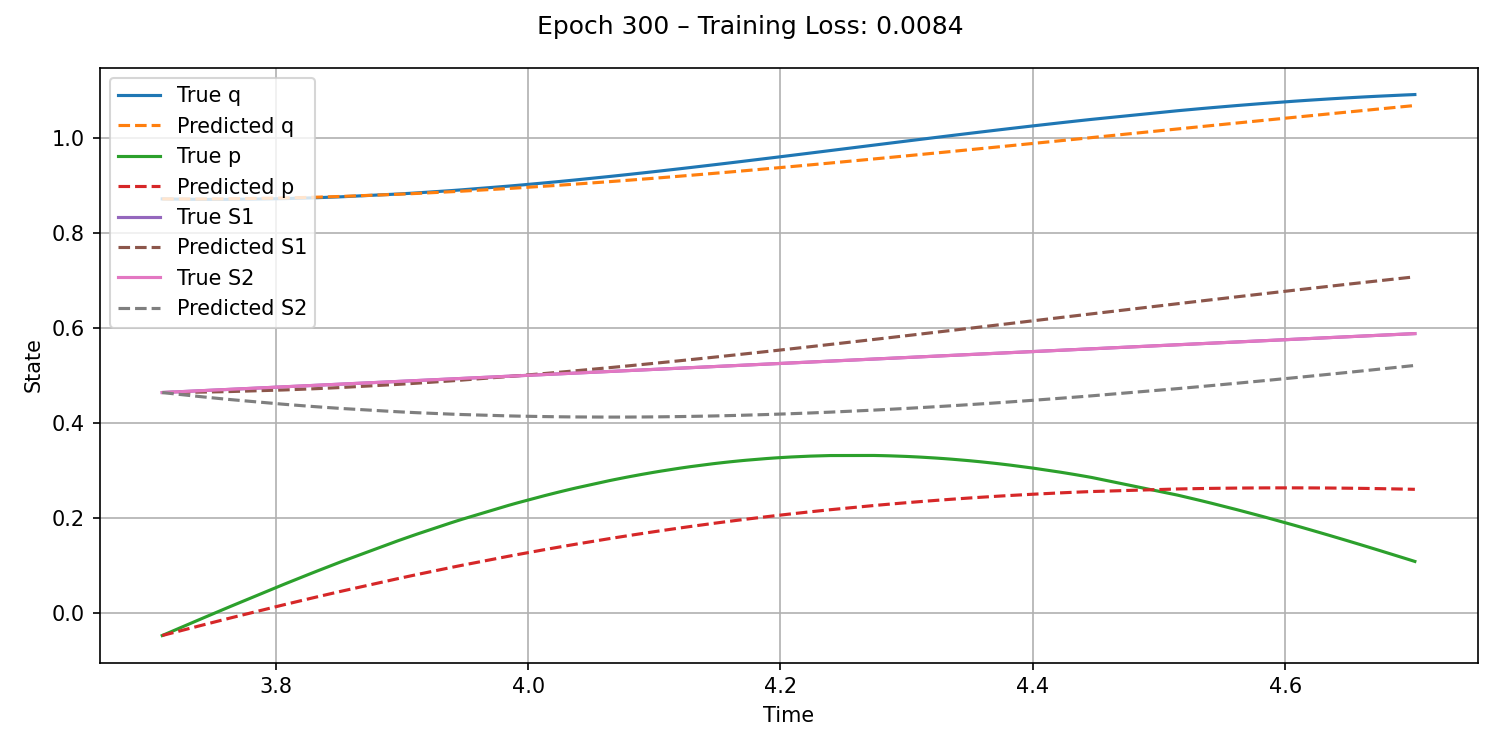 Epoch 300 – Training Loss: 0.0084
True q
Predicted q
True p
Predicted p
True S1
Predicted S1
True S2
Predicted S2
State
1.0
0.8
0.6
0.4
0.2
0.0
3.8 4.0 4.2 4.4 4.6
Time